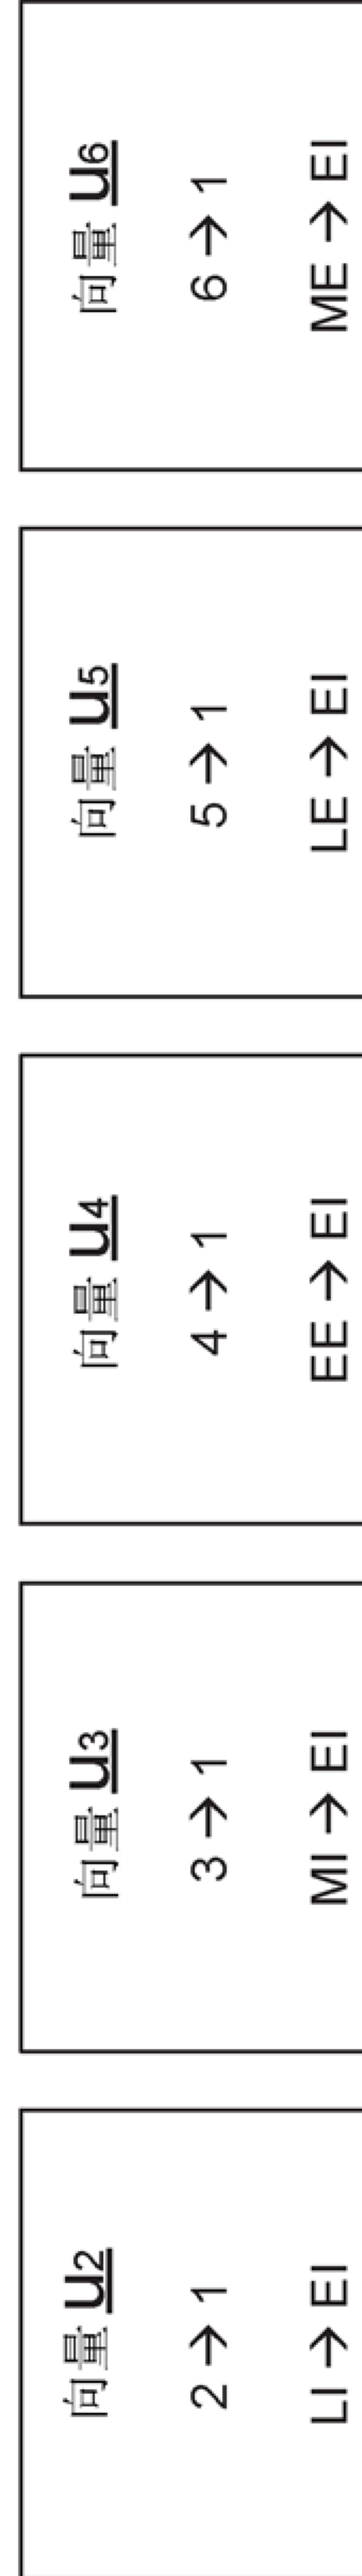 向量 u2
2 → 1
LI → EI
向量 u3
3 → 1
MI → EI
向量 u4
4 → 1
EE → EI
向量 u5
5 → 1
LE → EI
向量 u6
6 → 1
ME → EI